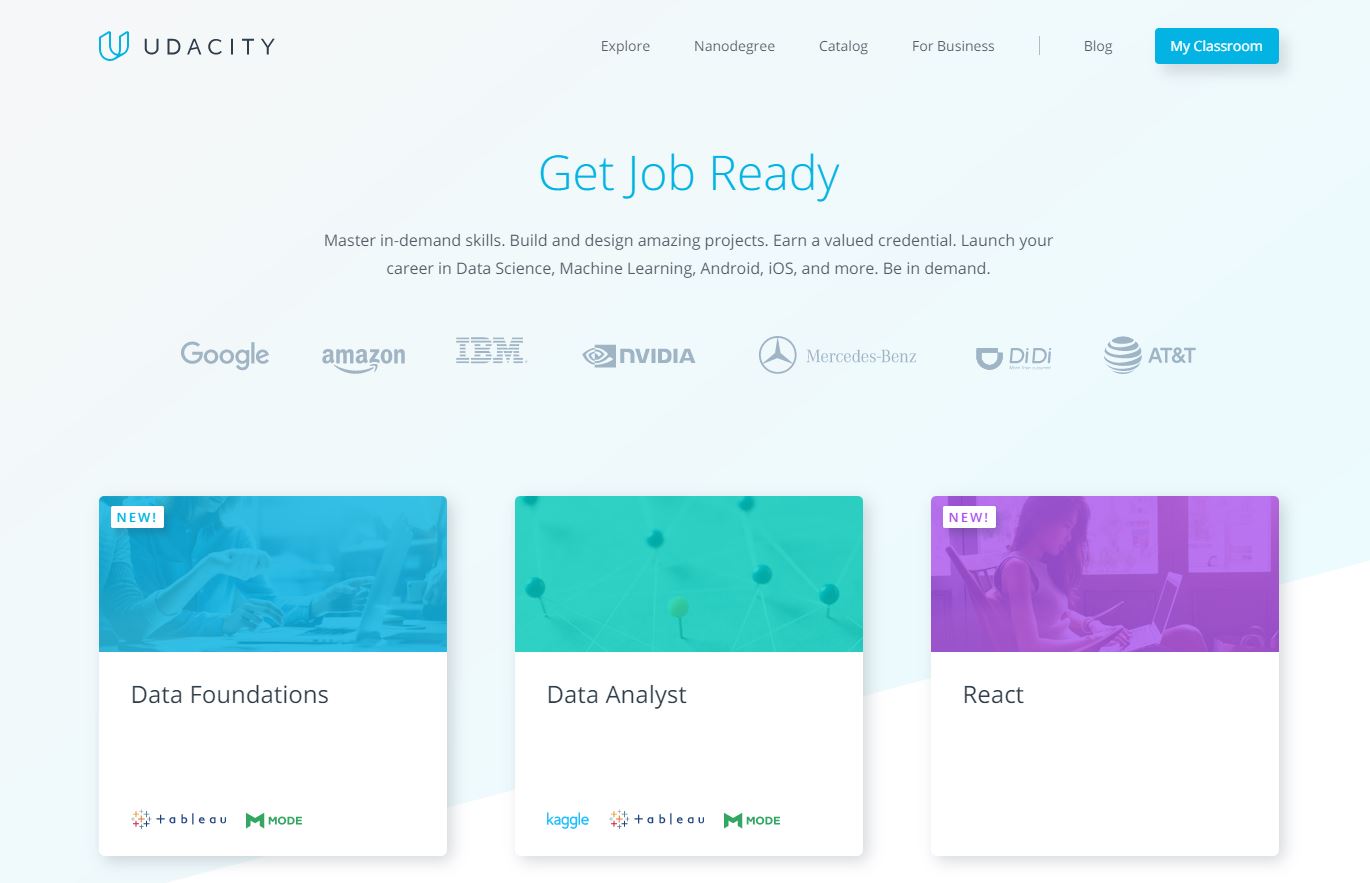 UDACITY
Explore Nanodegree Catalog For Business Blog My Classroom
Get Job Ready
Master in-demand skills. Build and design amazing projects. Earn a valued credential. Launch your
career in Data Science, Machine Learning, Android, iOS, and more. Be in demand.
Google amazon IBM NVIDIA Mercedes-Benz DiDi AT&T
NEW! NEW!
Data Foundations Data Analyst React
+ableau MODE kaggle +ableau MODE